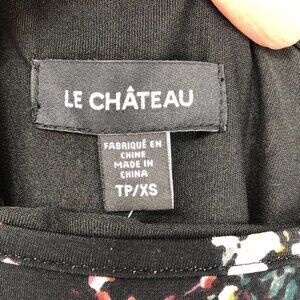 LE CHÂTEAU
FABRIQUÉ EN
CHINE
MADE IN
CHINA
TP/XS